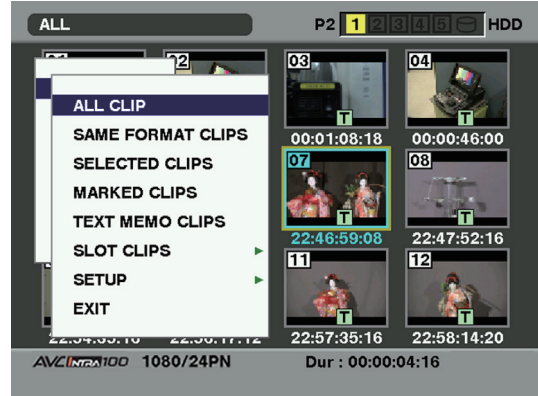 ALL P2 1 2 3 4 5 HDD
02 03 04
ALL CLIP
SAME FORMAT CLIPS
SELECTED CLIPS
MARKED CLIPS
TEXT MEMO CLIPS
SLOT CLIPS
SETUP
EXIT
T T
00:01:08:18 00:00:46:00
07 08
T T
22:46:59:08 22:47:52:16
11 12
T T
22:57:35:16 22:58:14:20
AVC INTRA 100 1080/24PN Dur : 00:00:04:16